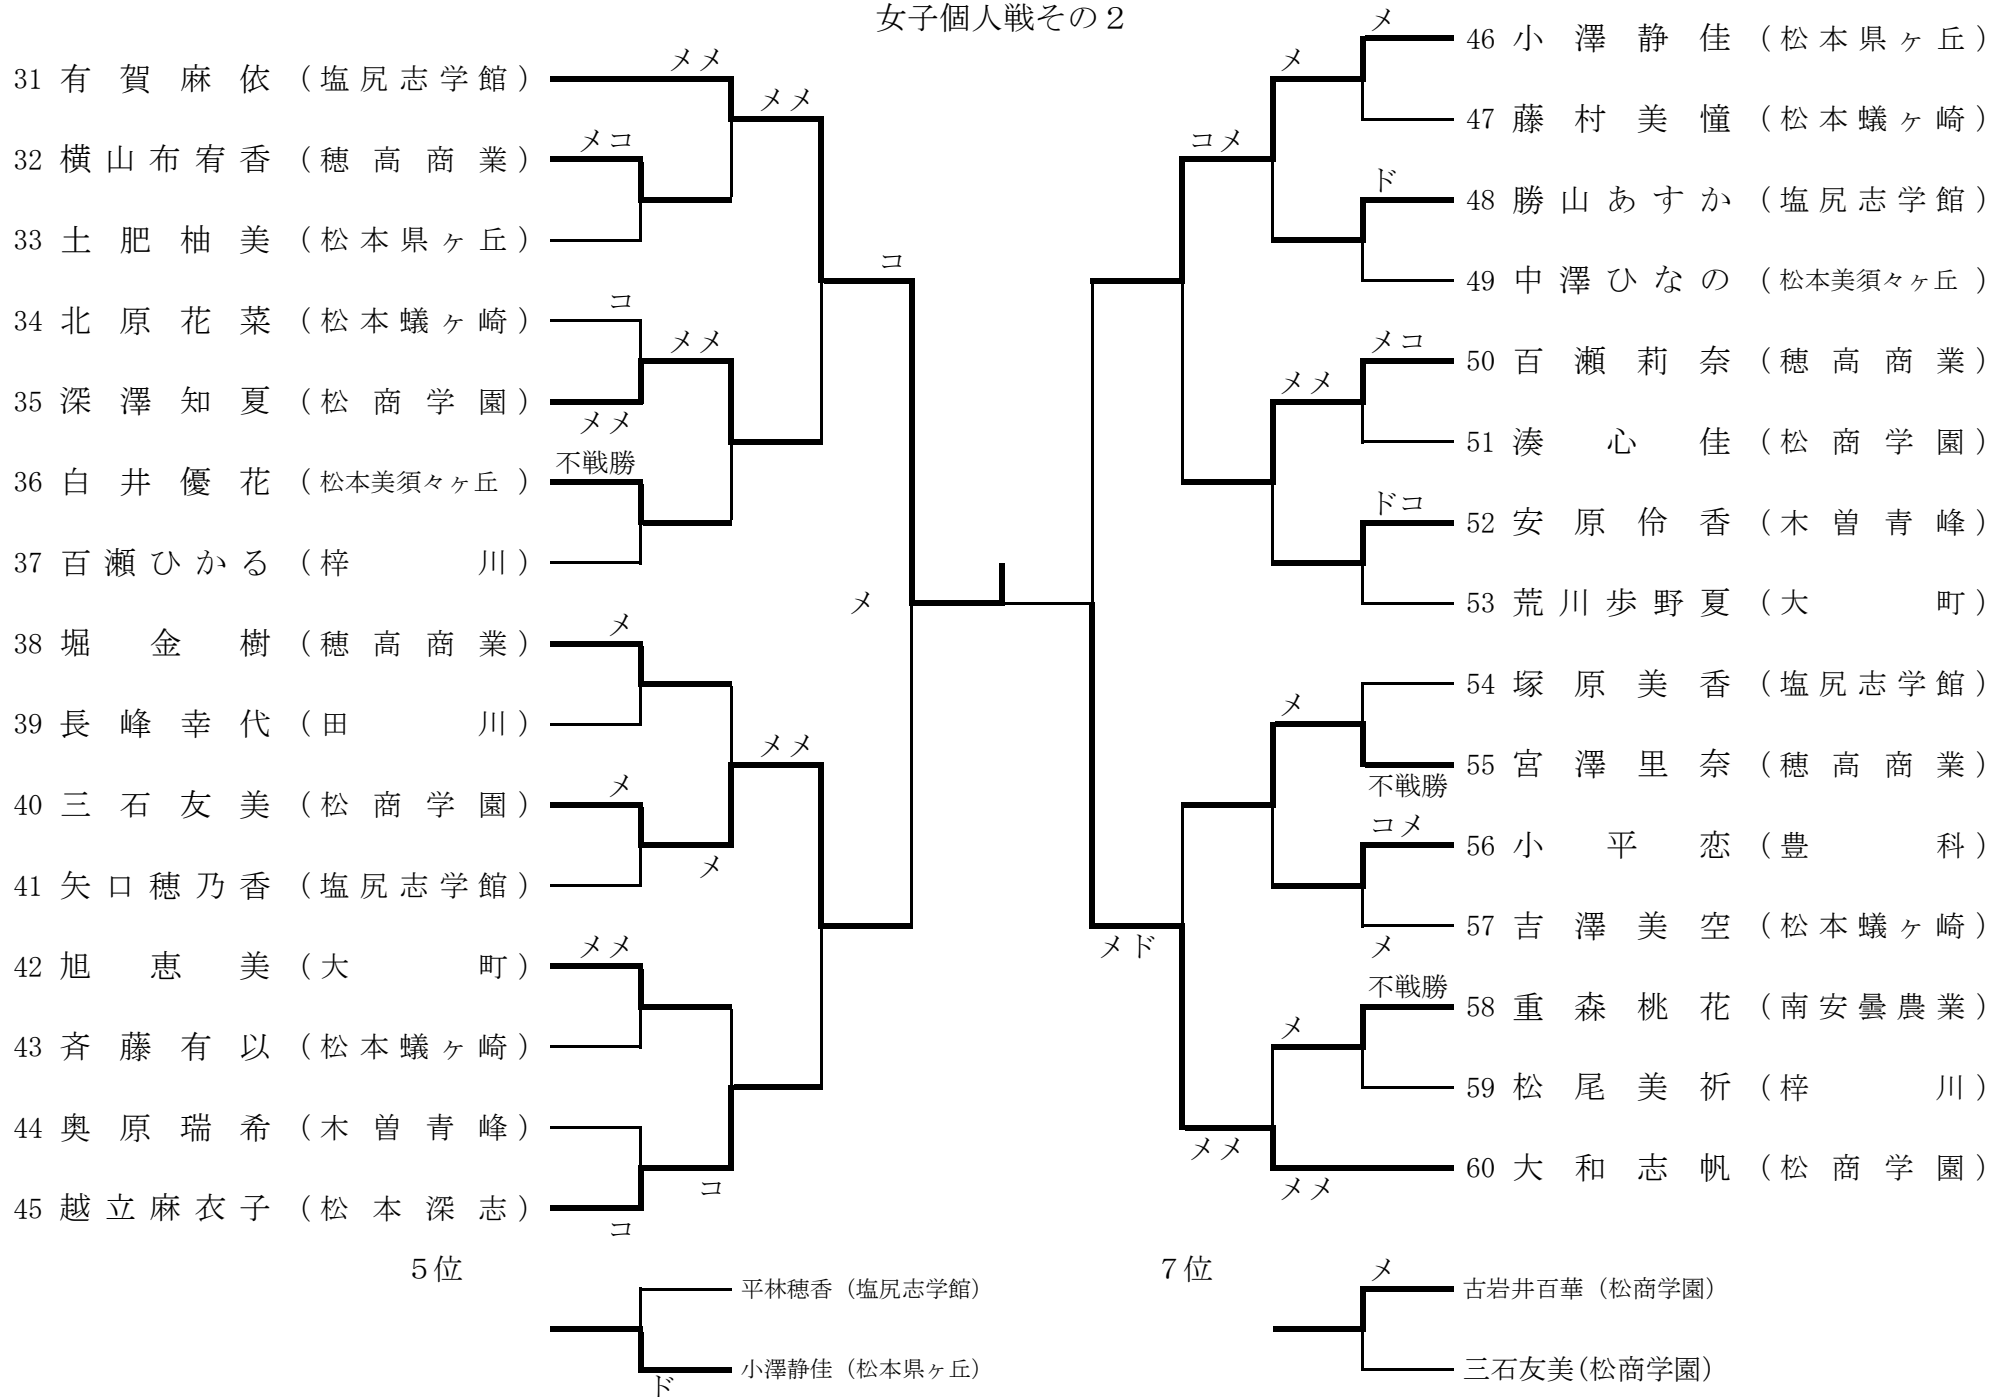 女子個人戦その２
メメ
31 有賀麻依 (塩尻志学館)
メメ
メコ
32 横山布宥香 (穂高商業)
33 土肥柚美 (松本県ヶ丘)
コ
コ
34 北原花菜 (松本蟻ヶ崎)
メメ
35 深澤知夏 (松商学園)
メメ
不戦勝
36 白井優花 (松本美須々ヶ丘)
37 百瀬ひかる (梓川)
メ
メ
38 堀金樹 (穂高商業)
39 長峰幸代 (田川)
メメ
メ
40 三石友美 (松商学園)
メ
41 矢口穂乃香 (塩尻志学館)
メメ
42 旭恵美 (大町)
43 斉藤有以 (松本蟻ヶ崎)
44 奥原瑞希 (木曽青峰)
コ
45 越立麻衣子 (松本深志)
コ
メ
46 小澤静佳 (松本県ヶ丘)
メ
47 藤村美憧 (松本蟻ヶ崎)
コメ
ド
48 勝山あすか (塩尻志学館)
49 中澤ひなの (松本美須々ヶ丘)
メコ
50 百瀬莉奈 (穂高商業)
メメ
51 湊心佳 (松商学園)
ドコ
52 安原伶香 (木曽青峰)
53 荒川歩野夏 (大町)
54 塚原美香 (塩尻志学館)
メ
55 宮澤里奈 (穂高商業)
不戦勝
コメ
56 小平恋 (豊科)
57 吉澤美空 (松本蟻ヶ崎)
メ
メド
不戦勝
58 重森桃花 (南安曇農業)
メ
59 松尾美祈 (梓川)
メメ
60 大和志帆 (松商学園)
メメ
５位
平林穂香 (塩尻志学館)
小澤静佳 (松本県ヶ丘)
ド
７位
メ
古岩井百華 (松商学園)
三石友美(松商学園)